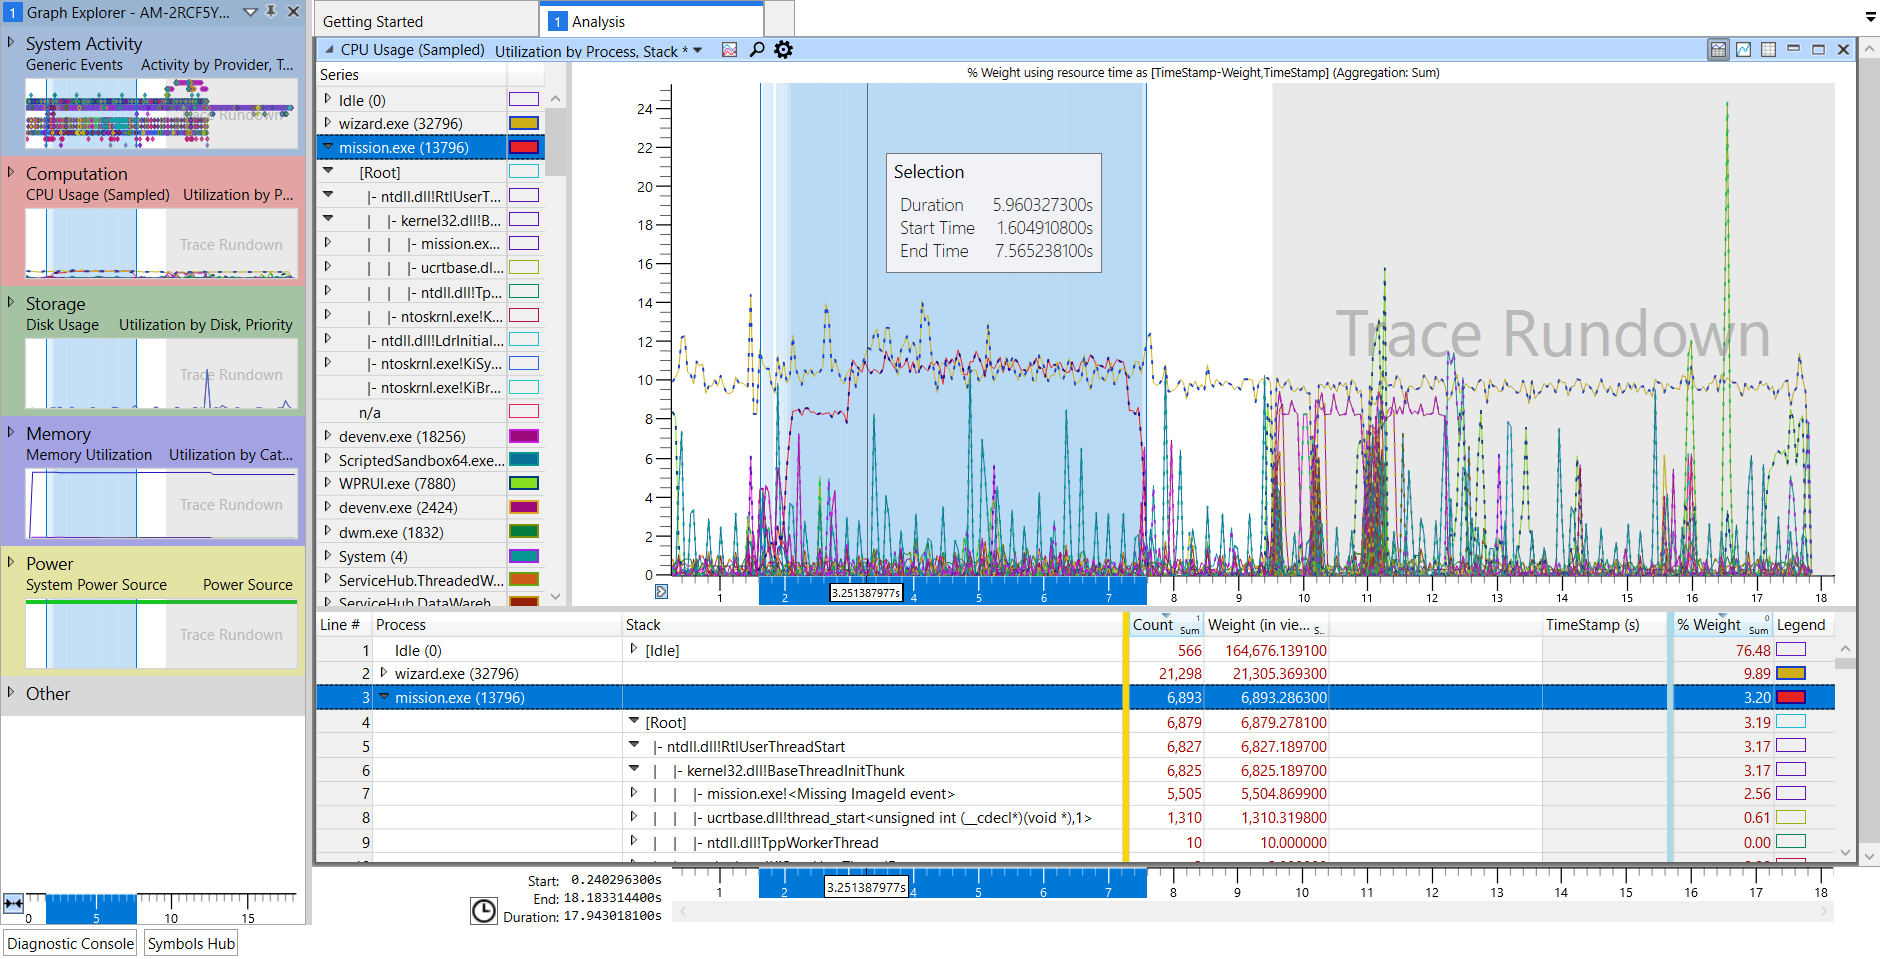 1 Graph Explorer - AM-2RCF5Y...
System Activity
Generic Events Activity by Provider, T...
Trace Rundown
Computation
CPU Usage (Sampled) Utilization by P...
Trace Rundown
Storage
Disk Usage Utilization by Disk, Priority
Trace Rundown
Memory
Memory Utilization Utilization by Cat...
Trace Rundown
Power
System Power Source Power Source
Trace Rundown
Other
0 5 10 15
Diagnostic Console Symbols Hub
Getting Started 1 Analysis
CPU Usage (Sampled) Utilization by Process, Stack *
Series
Idle (0)
wizard.exe (32796)
mission.exe (13796)
[Root]
|- ntdll.dll!RtlUserT...
| |- kernel32.dll!B...
| | |- mission.ex...
| | |- ucrtbase.dl...
| | |- ntdll.dll!Tp...
| |- ntoskrnl.exe!K...
|- ntdll.dll!LdrInitial...
|- ntoskrnl.exe!KiSy...
|- ntoskrnl.exe!KiBr...
n/a
devenv.exe (18256)
ScriptedSandbox64.exe...
WPRUI.exe (7880)
devenv.exe (2424)
dwm.exe (1832)
System (4)
ServiceHub.ThreadedW...
ServiceHub.DataWareh
% Weight using resource time as [TimeStamp-Weight,TimeStamp] (Aggregation: Sum)
24
22
20
18
16
14
12
10
8
6
4
2
0
Selection
Duration 5.960327300s
Start Time 1.604910800s
End Time 7.565238100s
Trace Rundown
1 2 3.251387977s 4 5 6 7 8 9 10 11 12 13 14 15 16 17 18
Line # Process Stack Count 1 Sum Weight (in vie... S.. TimeStamp (s) % Weight 0 Sum Legend
1 Idle (0) [Idle] 566 164,676.139100 76.48
2 wizard.exe (32796) 21,298 21,305.369300 9.89
3 mission.exe (13796) 6,893 6,893.286300 3.20
4 [Root] 6,879 6,879.278100 3.19
5 |- ntdll.dll!RtlUserThreadStart 6,827 6,827.189700 3.17
6 | |- kernel32.dll!BaseThreadInitThunk 6,825 6,825.189700 3.17
7 | | |- mission.exe!<Missing ImageId event> 5,505 5,504.869900 2.56
8 | | |- ucrtbase.dll!thread_start<unsigned int (__cdecl*)(void *),1> 1,310 1,310.319800 0.61
9 | | |- ntdll.dll!TppWorkerThread 10 10.000000 0.00
Start: 0.240296300s
End: 18.183314400s
Duration: 17.943018100s
1 2 3.251387977s 4 5 6 7 8 9 10 11 12 13 14 15 16 17 18